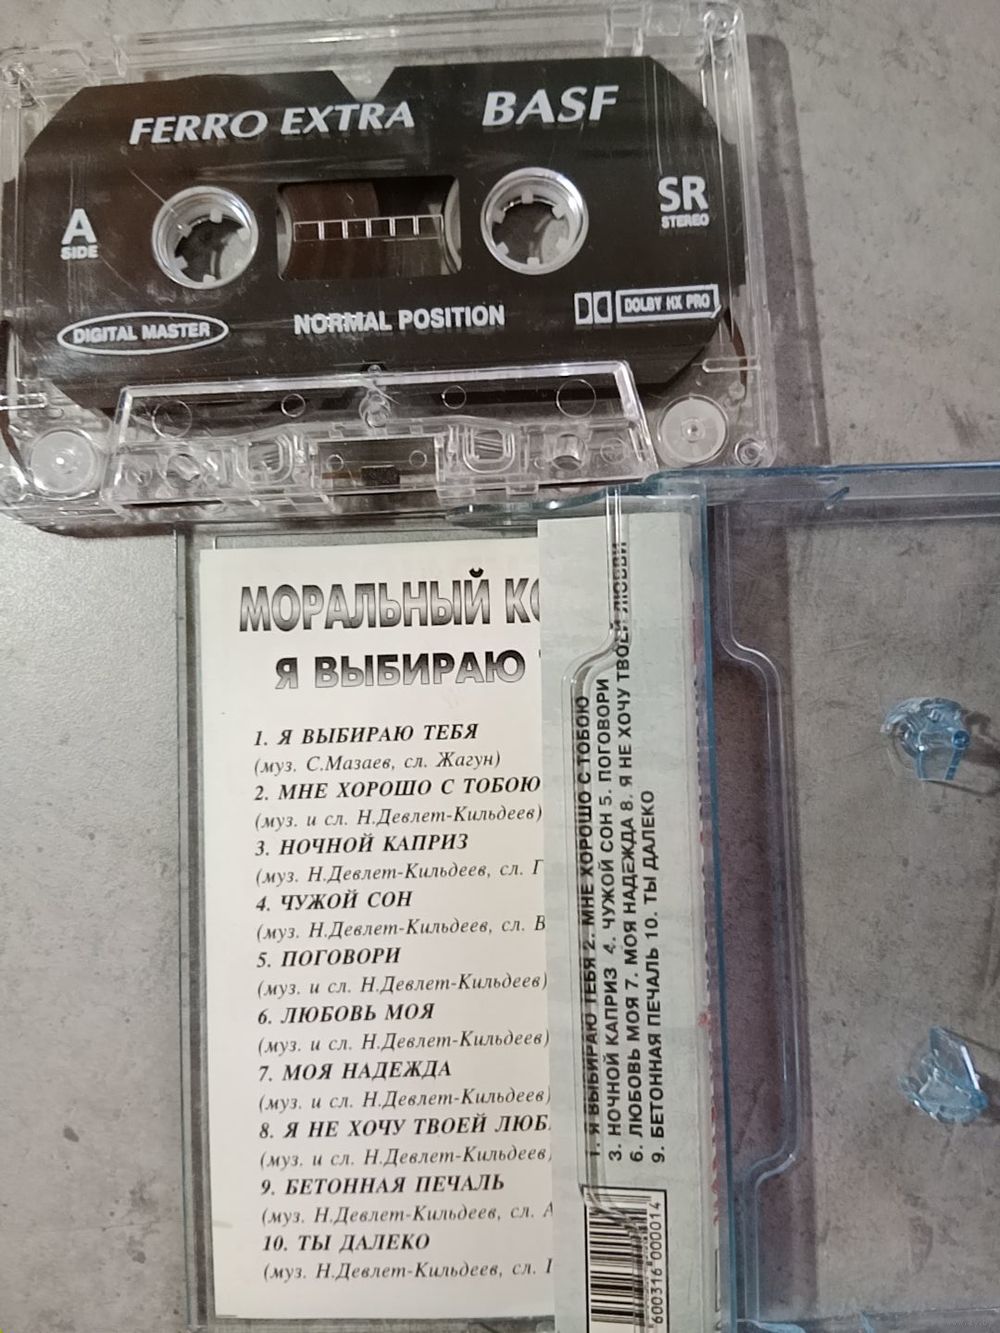 FERRO EXTRA BASF
A
SIDE
SR
STEREO
DIGITAL MASTER
NORMAL POSITION
DOLBY HX PRO
МОРАЛЬНЫЙ КО
Я ВЫБИРАЮ
1. Я ВЫБИРАЮ ТЕБЯ
(муз. С.Мазаев, сл. Жагун)
2. МНЕ ХОРОШО С ТОБОЮ
(муз. и сл. Н.Девлет-Кильдеев)
3. НОЧНОЙ КАПРИЗ
(муз. Н.Девлет-Кильдеев, сл.
4. ЧУЖОЙ СОН
(муз. Н.Девлет-Кильдеев, сл. В
5. ПОГОВОРИ
(муз. и сл. Н.Девлет-Кильдеев)
6. ЛЮБОВЬ МОЯ
(муз. и сл. Н.Девлет-Кильдеев)
7. МОЯ НАДЕЖДА
(муз. и сл. Н.Девлет-Кильдеев)
8. Я НЕ ХОЧУ ТВОЕЙ ЛЮБ
(муз. и сл. Н.Девлет-Кильдеев)
9. БЕТОННАЯ ПЕЧАЛЬ
(муз. Н.Девлет-Кильдеев, сл. А
10. ТЫ ДАЛЕКО
(муз. Н.Девлет-Кильдеев, сл.
1. Я ВЫБИРАЮ ТЕБЯ 2. МНЕ ХОРОШО С ТОБОЮ
3. НОЧНОЙ КАПРИЗ 4. ЧУЖОЙ СОН 5. ПОГОВОРИ
6. ЛЮБОВЬ МОЯ 7. МОЯ НАДЕЖДА 8. Я НЕ ХОЧУ ТВОЕЙ ЛЮБВИ
9. БЕТОННАЯ ПЕЧАЛЬ 10. ТЫ ДАЛЕКО
600316 000014